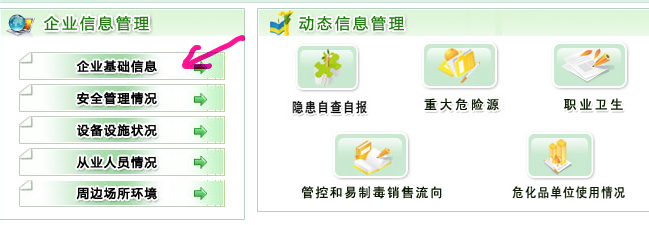 企业信息管理
企业基础信息
安全管理情况
设备设施状况
从业人员情况
周边场所环境
动态信息管理
隐患自查自报
重大危险源
职业卫生
管控和易制毒销售流向
危化品单位使用情况